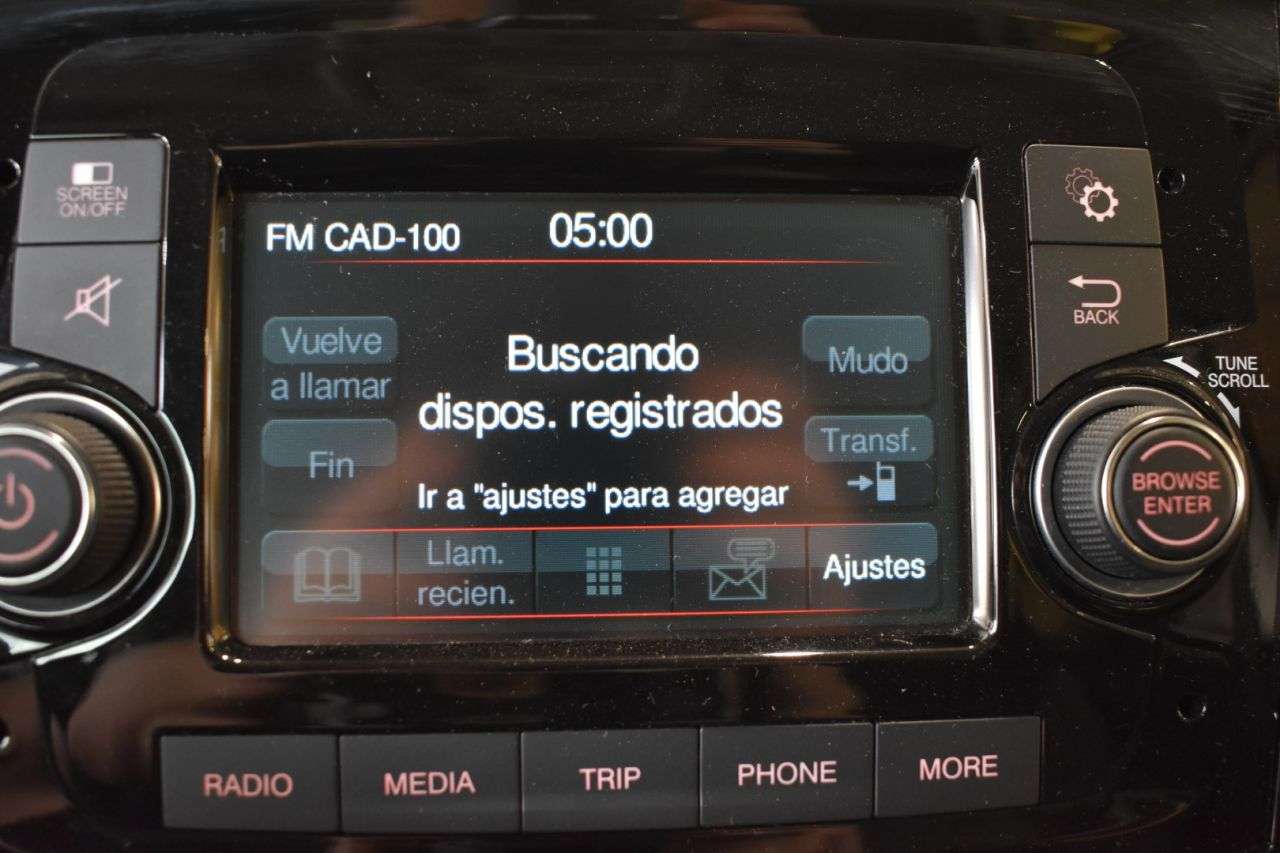 SCREEN
ON/OFF
FM CAD-100 05:00
BACK
TUNE
SCROLL
Vuelve
a llamar
Fin
Buscando
dispos. registrados
Ir a "ajustes" para agregar
Mudo
Transf.
BROWSE
ENTER
Llam.
recien.
Ajustes
RADIO
MEDIA
TRIP
PHONE
MORE